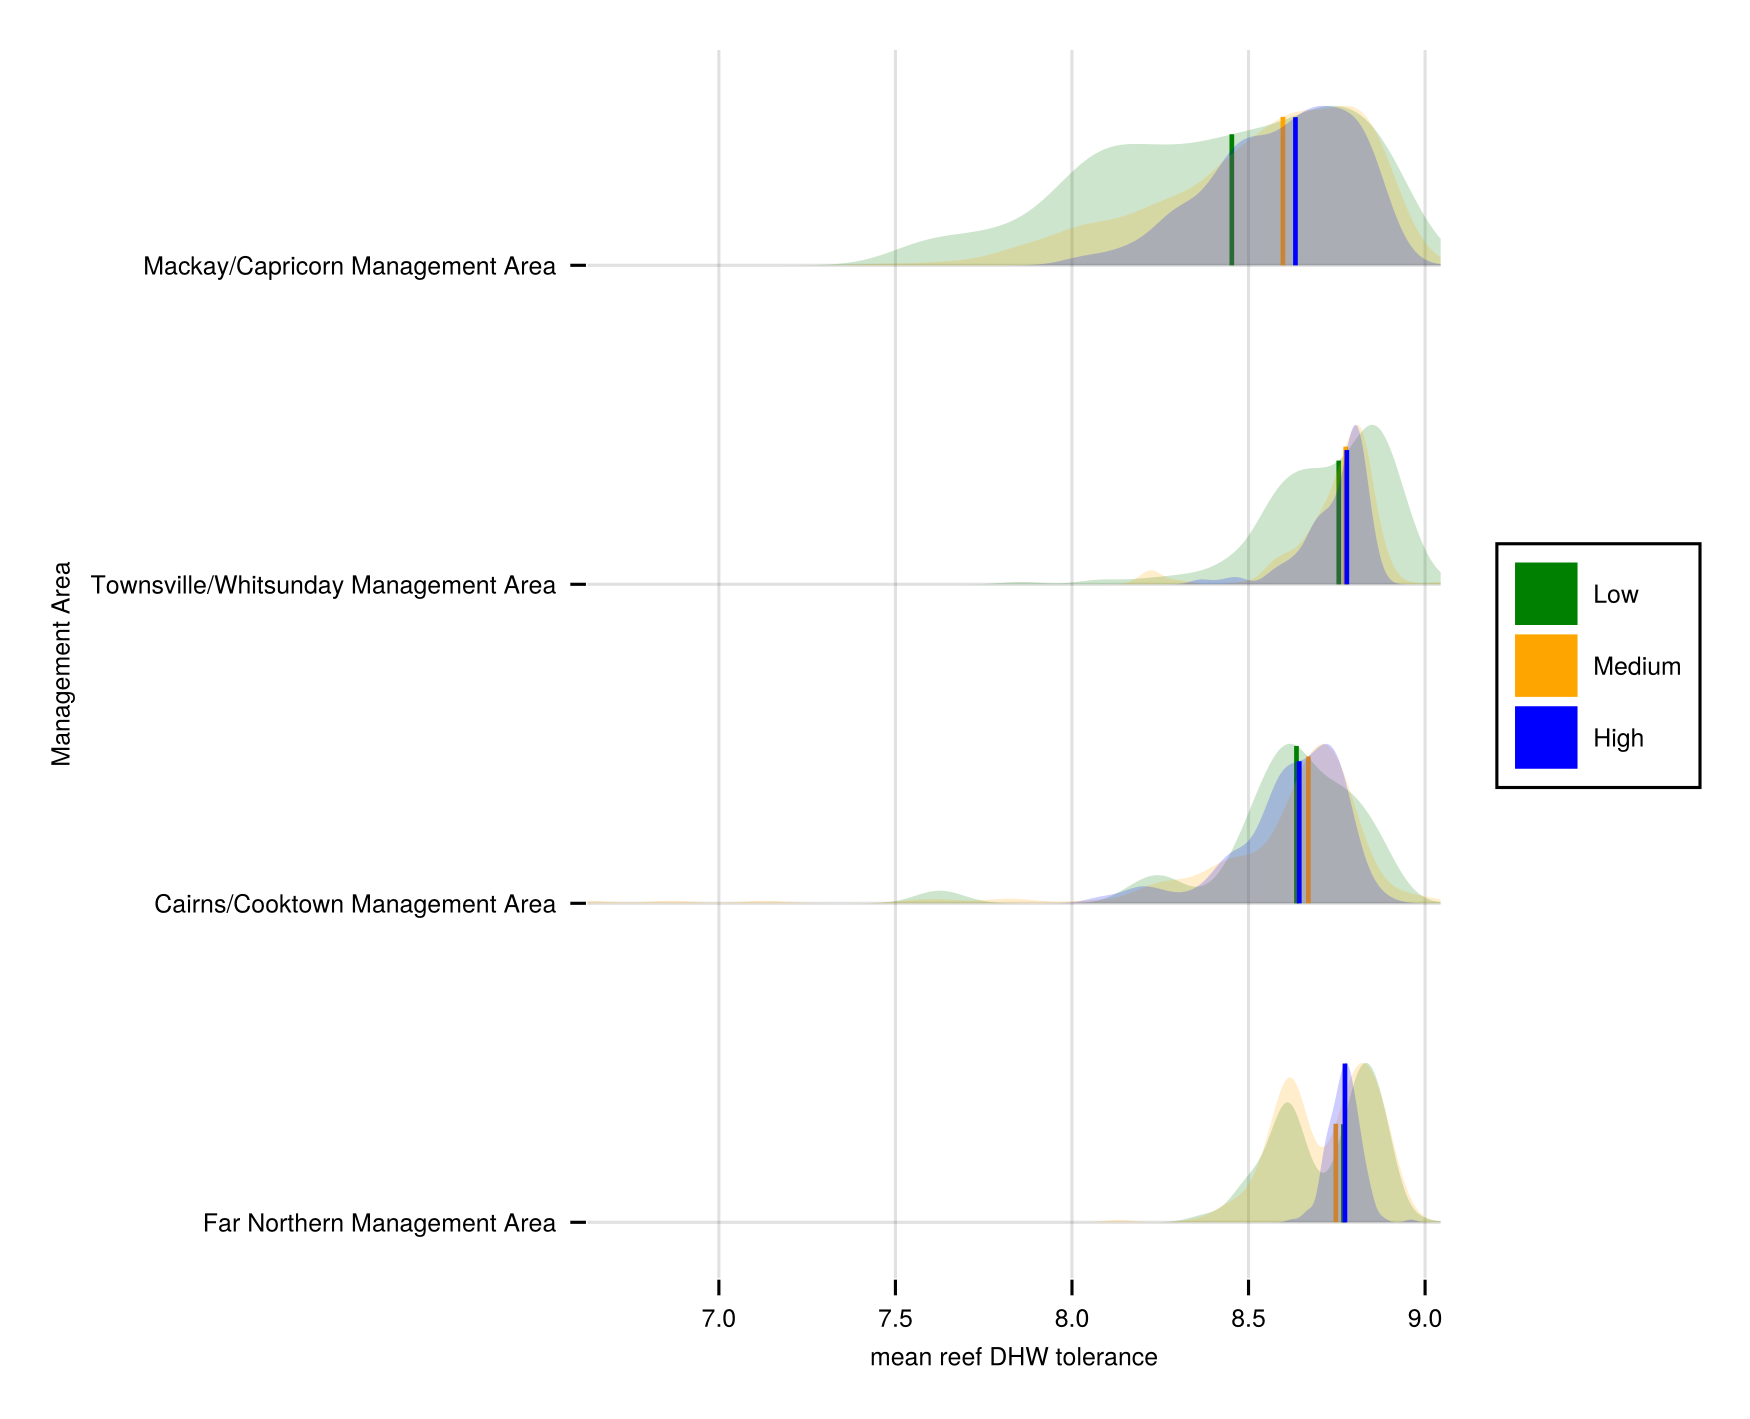 Management Area
Mackay/Capricorn Management Area
Townsville/Whitsunday Management Area
Cairns/Cooktown Management Area
Far Northern Management Area
7.0 7.5 8.0 8.5 9.0
mean reef DHW tolerance
Low
Medium
High